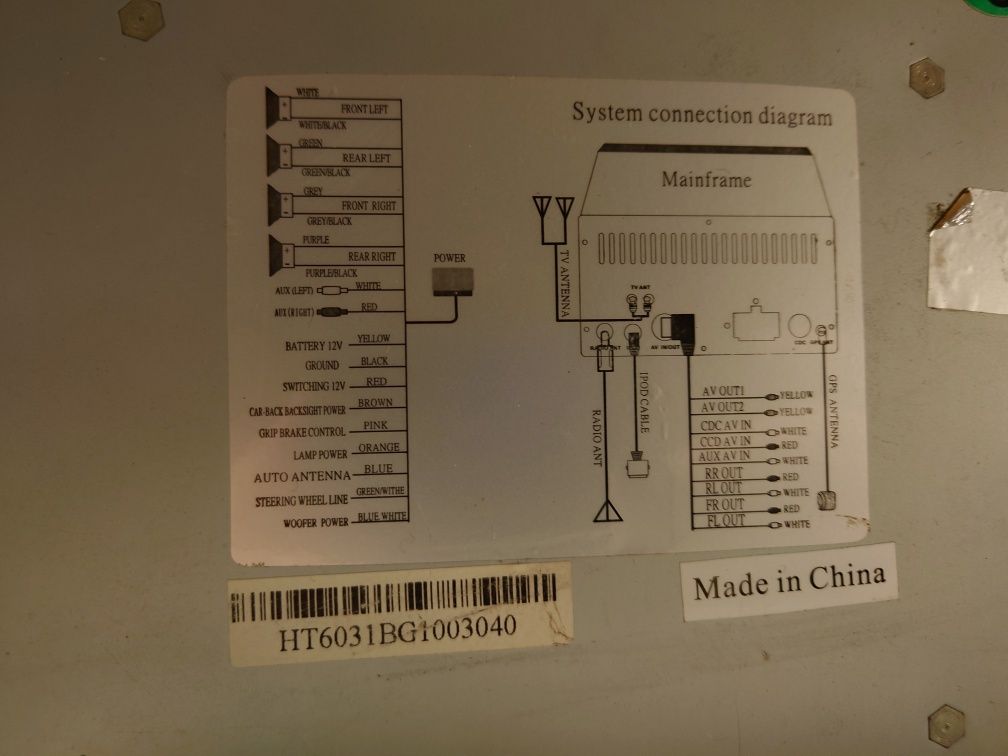 System connection diagram
WHITE
FRONT LEFT
WHITE/BLACK
GREEN
REAR LEFT
GREEN/BLACK
GREY
FRONT RIGHT
GREY/BLACK
PURPLE
REAR RIGHT
PURPLE/BLACK
AUX (LEFT) WHITE
AUX (RIGHT) RED
BATTERY 12V YELLOW
GROUND BLACK
SWITCHING 12V RED
CAR-BACK BACKSIGHT POWER BROWN
GRIP BRAKE CONTROL PINK
LAMP POWER ORANGE
AUTO ANTENNA BLUE
STEERING WHEEL LINE GREEN/WITHE
WOOFER POWER BLUE WHITE
POWER
Mainframe
TV ANTENNA
TV ANT
ANT
AV IN/OUT
CDC
GPS ANT
RADIO ANT
IPOD CABLE
GPS ANTENNA
AV OUT1 YELLOW
AV OUT2 YELLOW
CDC AV IN WHITE
CCD AV IN RED
AUX AV IN WHITE
RR OUT RED
RL OUT WHITE
FR OUT RED
FL OUT WHITE
HT6031BG1003040
Made in China